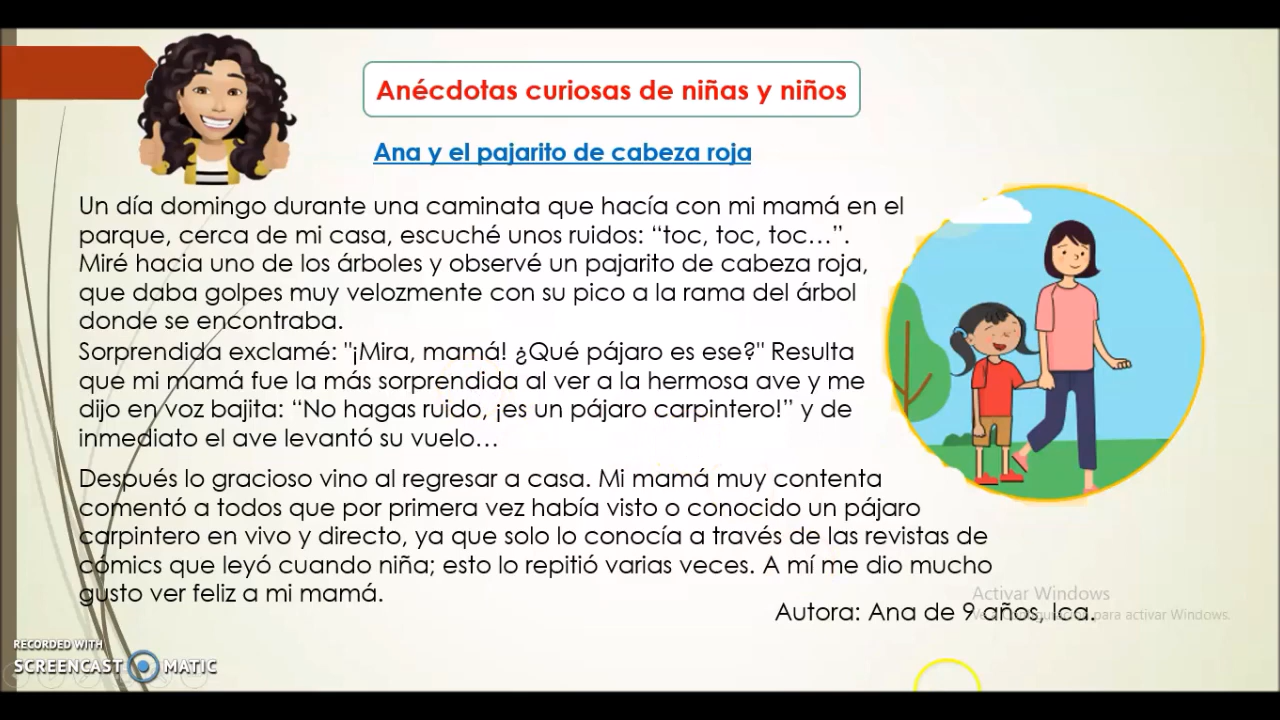 Anécdotas curiosas de niñas y niños
Ana y el pajarito de cabeza roja
Un día domingo durante una caminata que hacía con mi mamá en el
parque, cerca de mi casa, escuché unos ruidos: “toc, toc, toc…”.
Miré hacia uno de los árboles y observé un pajarito de cabeza roja,
que daba golpes muy velozmente con su pico a la rama del árbol
donde se encontraba.
Sorprendida exclamé: "¡Mira, mamá! ¿Qué pájaro es ese?" Resulta
que mi mamá fue la más sorprendida al ver a la hermosa ave y me
dijo en voz bajita: “No hagas ruido, ¡es un pájaro carpintero!” y de
inmediato el ave levantó su vuelo…
Después lo gracioso vino al regresar a casa. Mi mamá muy contenta
comentó a todos que por primera vez había visto o conocido un pájaro
carpintero en vivo y directo, ya que solo lo conocía a través de las revistas de
cómics que leyó cuando niña; esto lo repitió varias veces. A mí me dio mucho
gusto ver feliz a mi mamá.
Autora: Ana de 9 años, Ica.
Activar Windows
para activar Windows.
RECORDED WITH
SCREENCAST MATIC